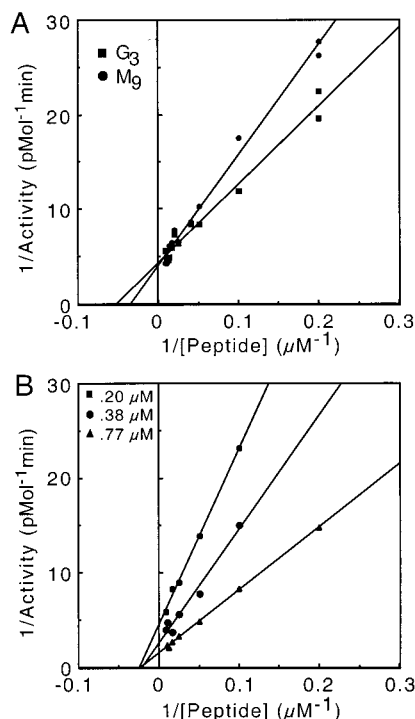 A
30
G3
M9
20
10
0
-0.1
0
0.1
0.2
0.3
1/Activity (pMol-1min)
1/[Peptide] (µM-1)
B
30
.20 µM
.38 µM
.77 µM
20
10
0
-0.1
0
0.1
0.2
0.3
1/Activity (pMol-1min)
1/[Peptide] (µM-1)